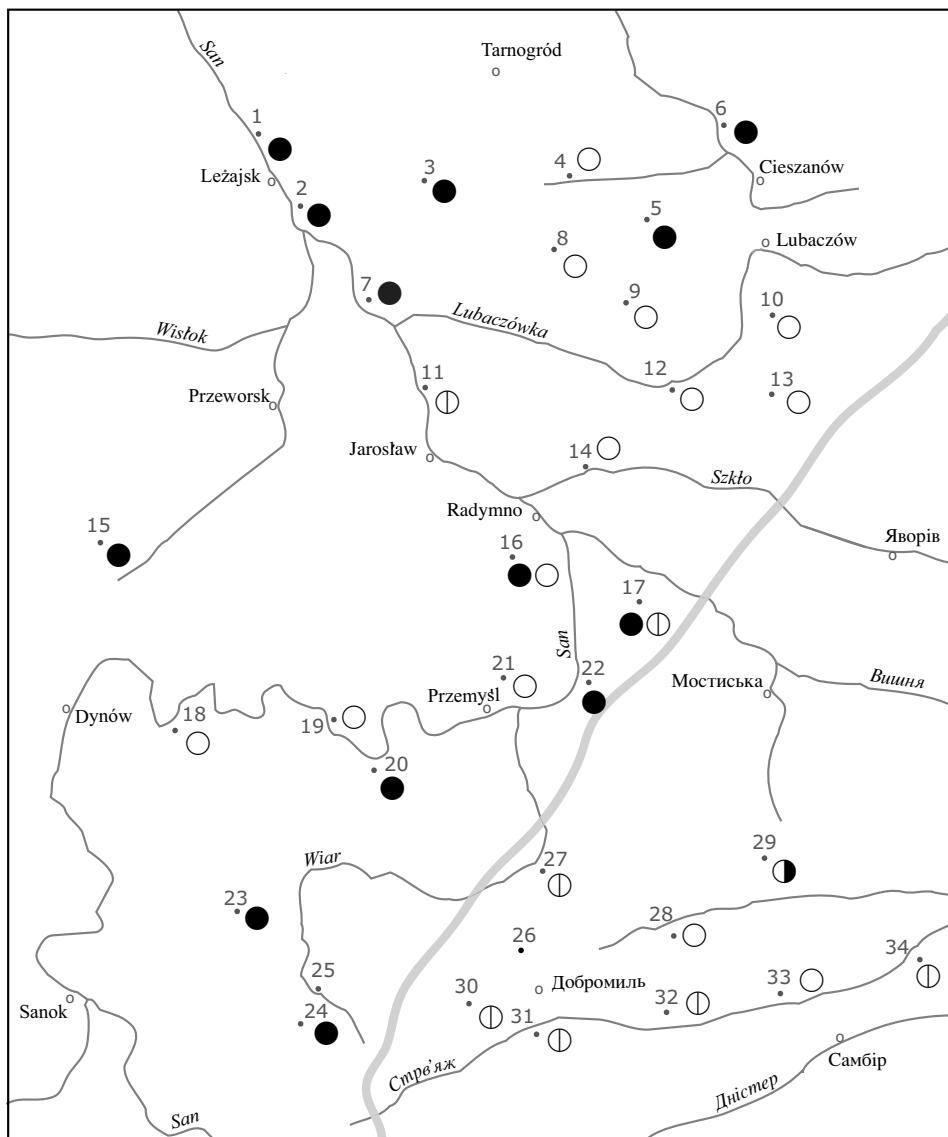 San
Tarnogród
1
6
3
4
Cieszanów
Leżajsk
2
5
8
Lubaczów
7
9
10
Lubaczówka
Wisłok
11
12
13
Przeworsk
Jarosław
14
Szkło
Radymno
15
16
Яворів
17
San
21
22
Przemyśl
Мостиська
Вишня
Dynów
18
19
20
Wiar
27
29
23
28
26
34
25
Добромиль
33
30
32
Sanok
24
31
Стрв'яж
Самбір
Дністер
San